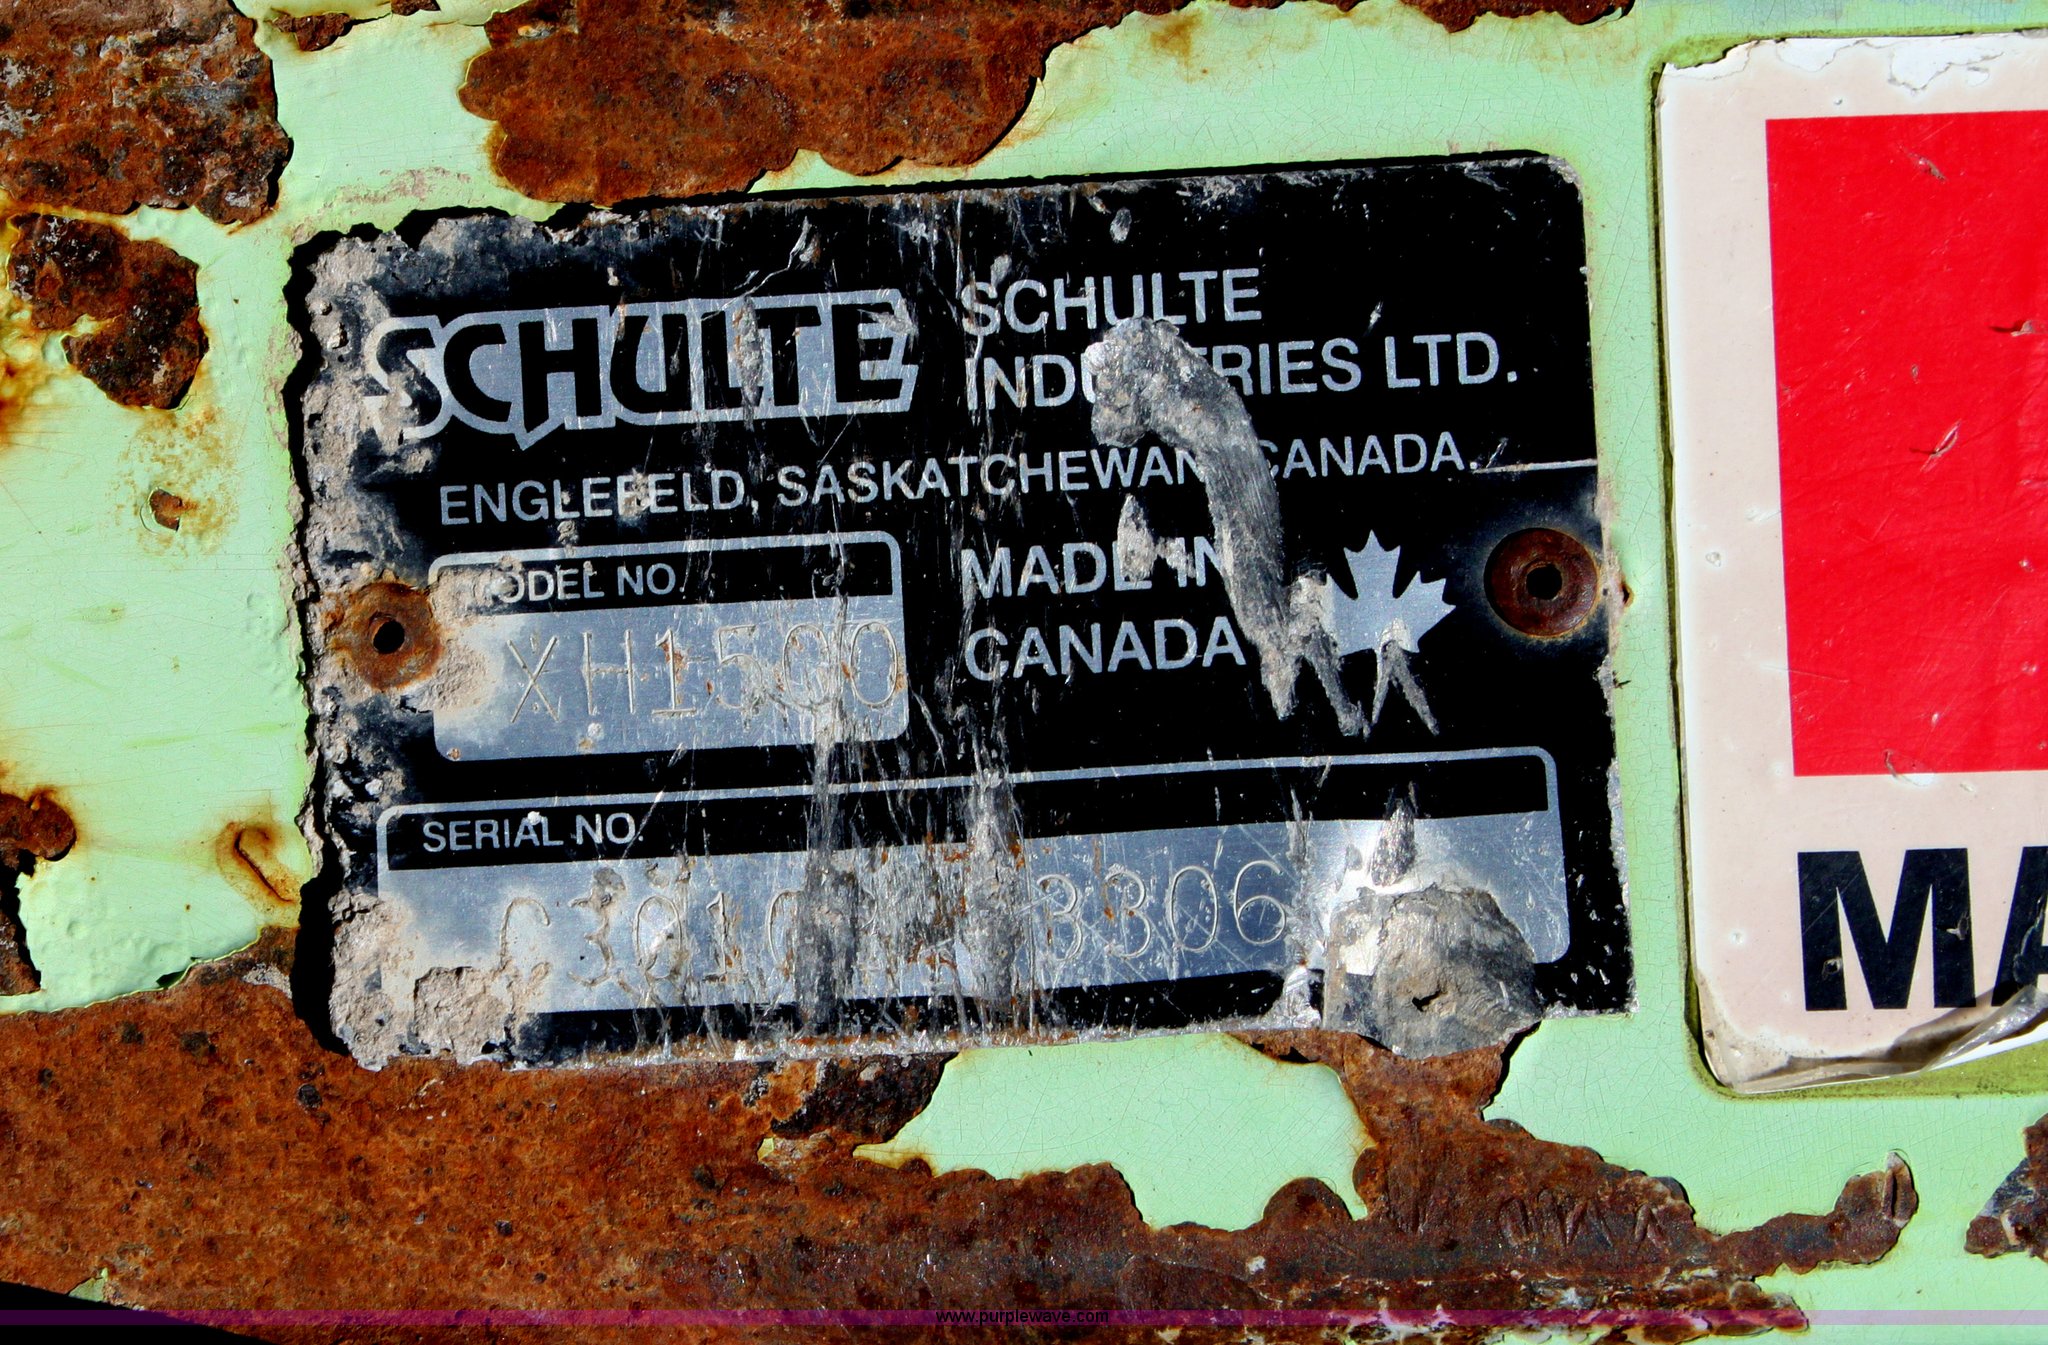 SCHULTE
SCHULTE
INDUSTRIES LTD.
ENGLEFELD, SASKATCHEWAN, CANADA.
MODEL NO.
XH1500
MADE IN
CANADA
SERIAL NO.
MA
www.purplewave.com